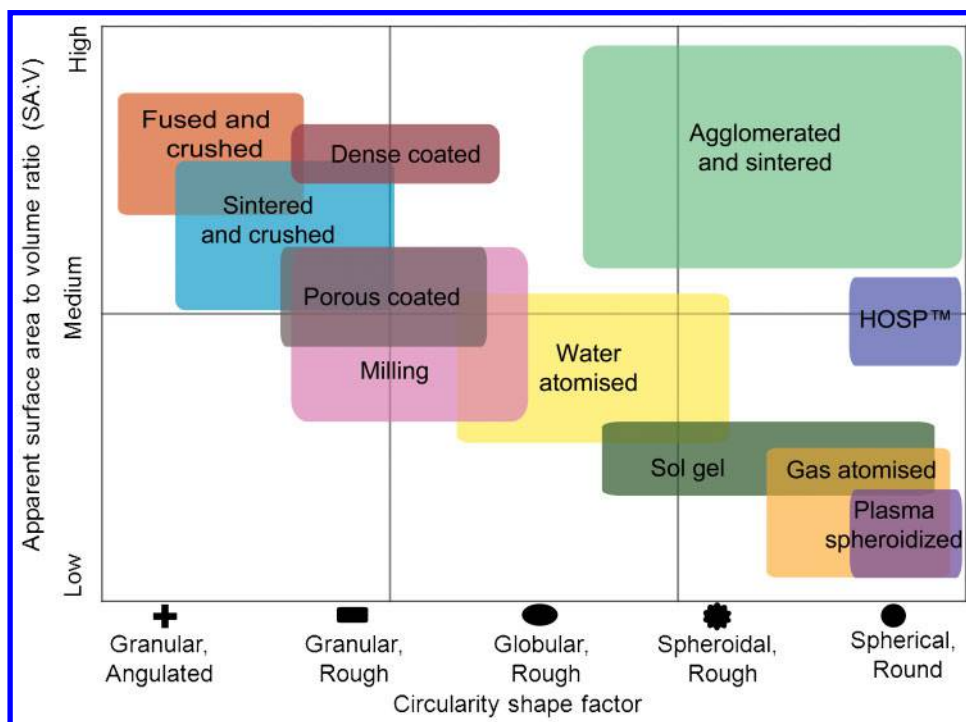 Apparent surface area to volume ratio (SA:V)
High
Medium
Low
Fused and
crushed
Dense coated
Sintered
and crushed
Agglomerated
and sintered
Porous coated
HOSP™
Milling
Water
atomised
Sol gel
Gas atomised
Plasma
spheroidized
Granular,
Angulated
Granular,
Rough
Globular,
Rough
Spheroidal,
Rough
Spherical,
Round
Circularity shape factor